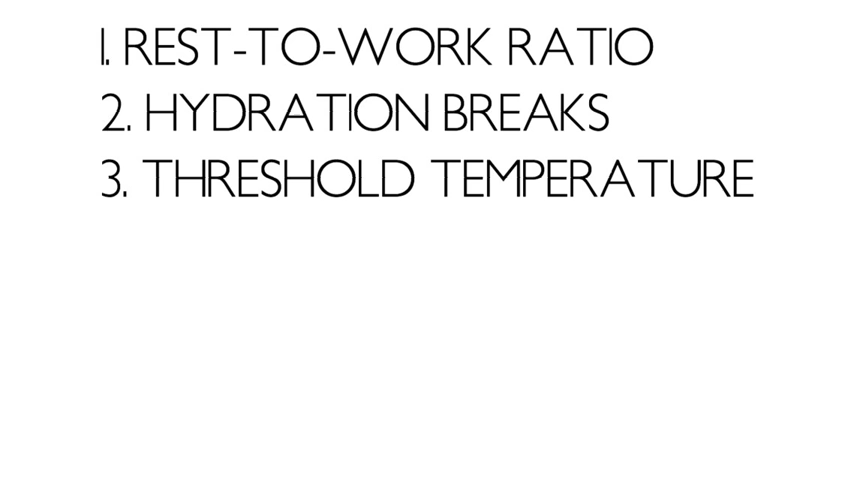 1. REST-TO-WORK RATIO
2. HYDRATION BREAKS
3. THRESHOLD TEMPERATURE